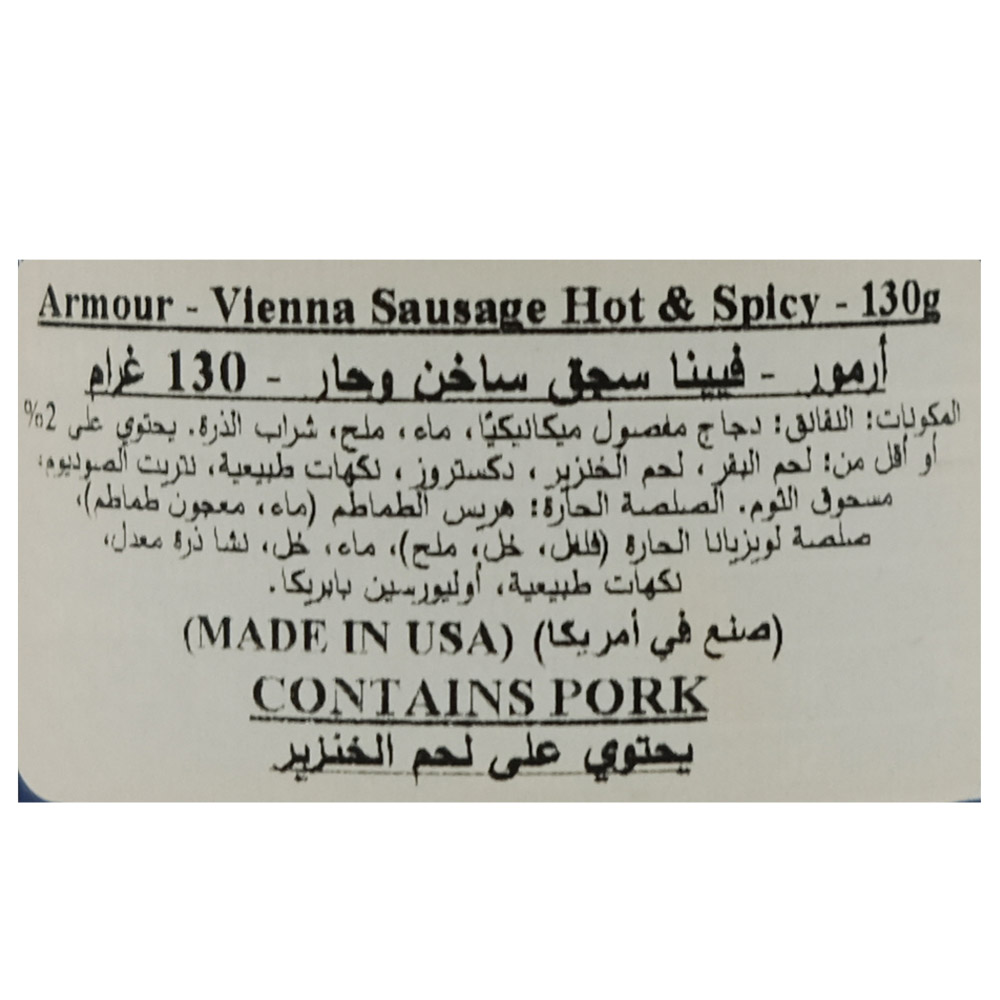 Armour - Vienna Sausage Hot & Spicy - 130g
أرمور - فيينا سجق ساخن وحار - 130 غرام
المكونات: النقانق: دجاج مفصول ميكانيكيًا، ماء، ملح، شراب الذرة. يحتوي على 2%
أو أقل من: لحم البقر، لحم الخنزير، دكستروز، نكهات طبيعية، نتريت الصوديوم،
مسحوق الثوم. الصلصة الحارة: هريس الطماطم (ماء، معجون طماطم)،
صلصة لويزيانا الحارة (فلفل، خل، ملح)، ماء، خل، نشا ذرة معدل،
نكهات طبيعية، أوليورسين بابريكا.
(MADE IN USA) (صنع في أمريكا)
CONTAINS PORK
يحتوي على لحم الخنزير